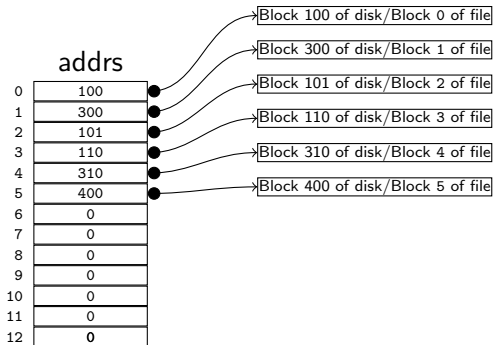 addrs
0 100
1 300
2 101
3 110
4 310
5 400
6 0
7 0
8 0
9 0
10 0
11 0
12 0
Block 100 of disk/Block 0 of file
Block 300 of disk/Block 1 of file
Block 101 of disk/Block 2 of file
Block 110 of disk/Block 3 of file
Block 310 of disk/Block 4 of file
Block 400 of disk/Block 5 of file